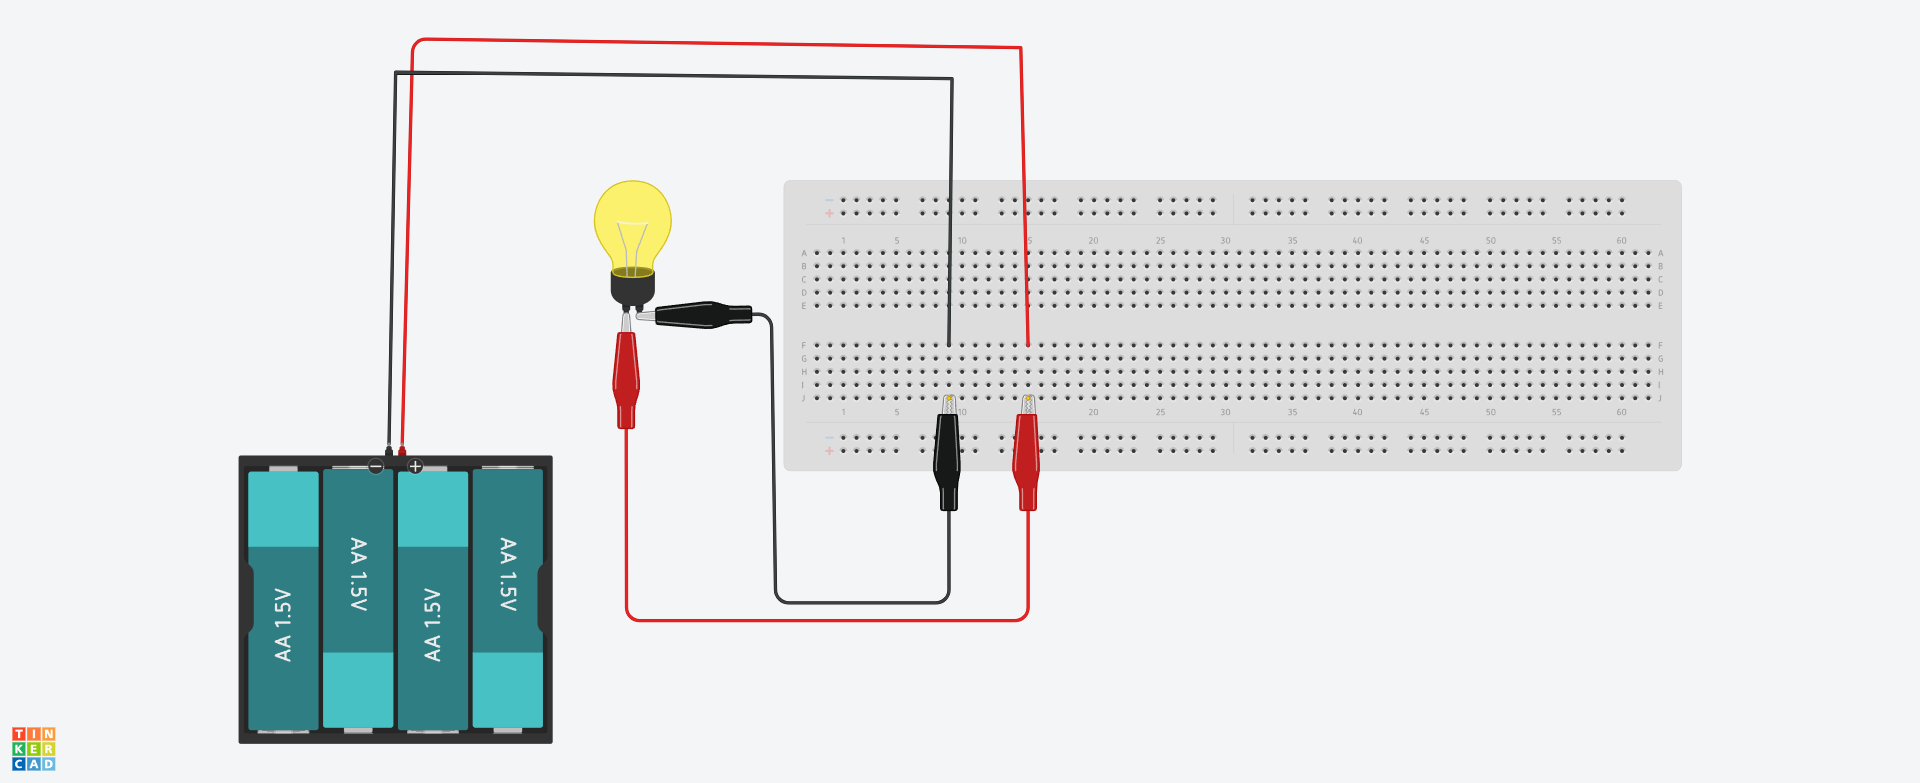 − +
1 5 10 5 20 25 30 35 40 45 50 55 60
A A
B B
C C
D D
E E
F F
G G
H H
I I
J J
1 5 10 20 25 30 35 40 45 50 55 60
− +
− +
AA 1.5V
AA 1.5V
AA 1.5V
AA 1.5V
TIN
KER
CAD